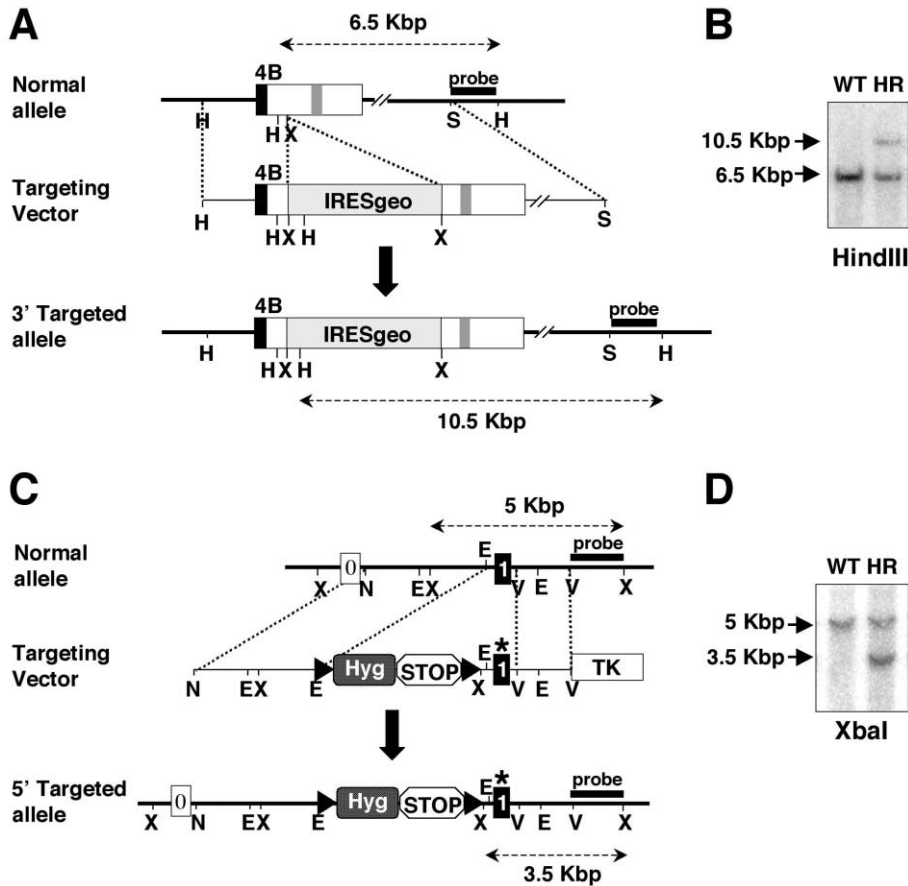 A
6.5 Kbp
4B
probe
Normal allele
H
H X
S H
4B
Targeting Vector
IRESgeo
H
H X H
X
S
4B
probe
3' Targeted allele
IRESgeo
H
H X H
X
S H
10.5 Kbp
B
WT HR
10.5 Kbp
6.5 Kbp
HindIII
C
5 Kbp
Normal allele
0
E
1
probe
X N EX V E V X
Targeting Vector
Hyg
STOP
E
*
1
TK
N EX E X V E V
5' Targeted allele
0
Hyg
STOP
E
*
1
probe
X N EX E X V E V X
3.5 Kbp
D
WT HR
5 Kbp
3.5 Kbp
XbaI